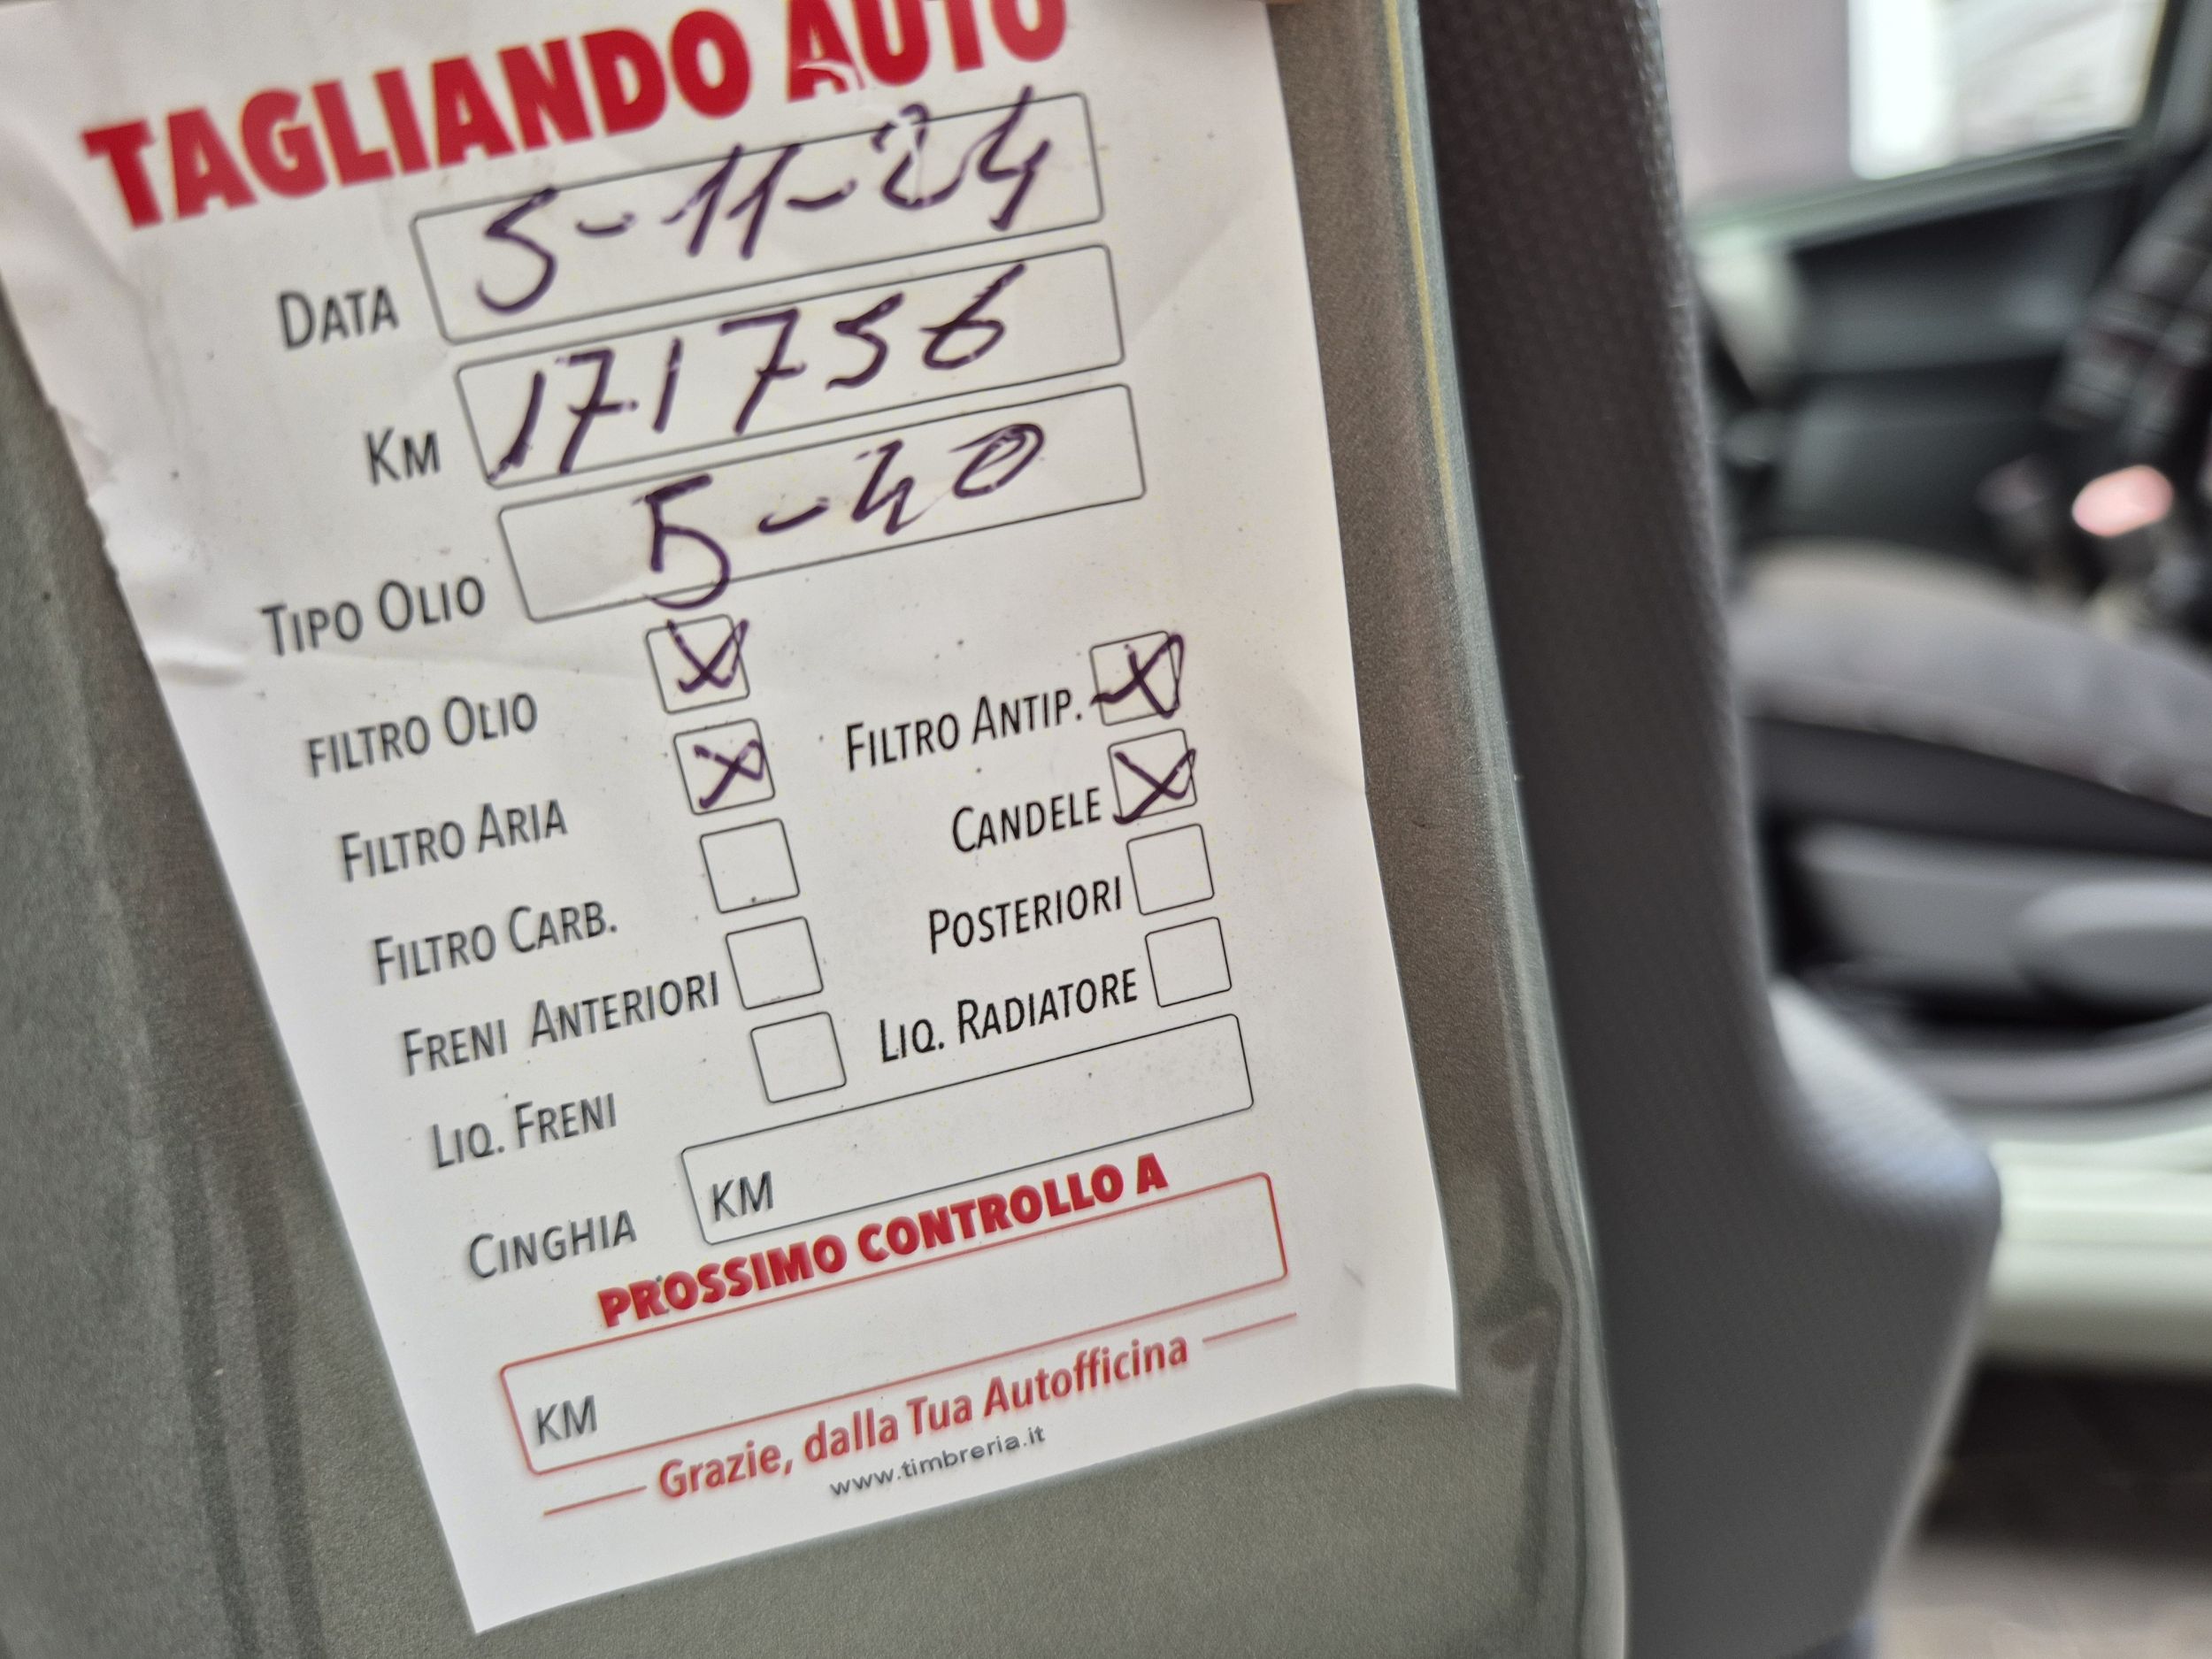 TAGLIANDO AUTO
DATA 5-11-24
KM 171756
TIPO OLIO 5-40
FILTRO OLIO X FILTRO ANTIP. X
FILTRO ARIA X CANDELE X
FILTRO CARB. POSTERIORI
FRENI ANTERIORI LIQ. RADIATORE
LIQ. FRENI
CINGHIA KM
PROSSIMO CONTROLLO A
KM
Grazie, dalla Tua Autofficina
www.timbreria.it